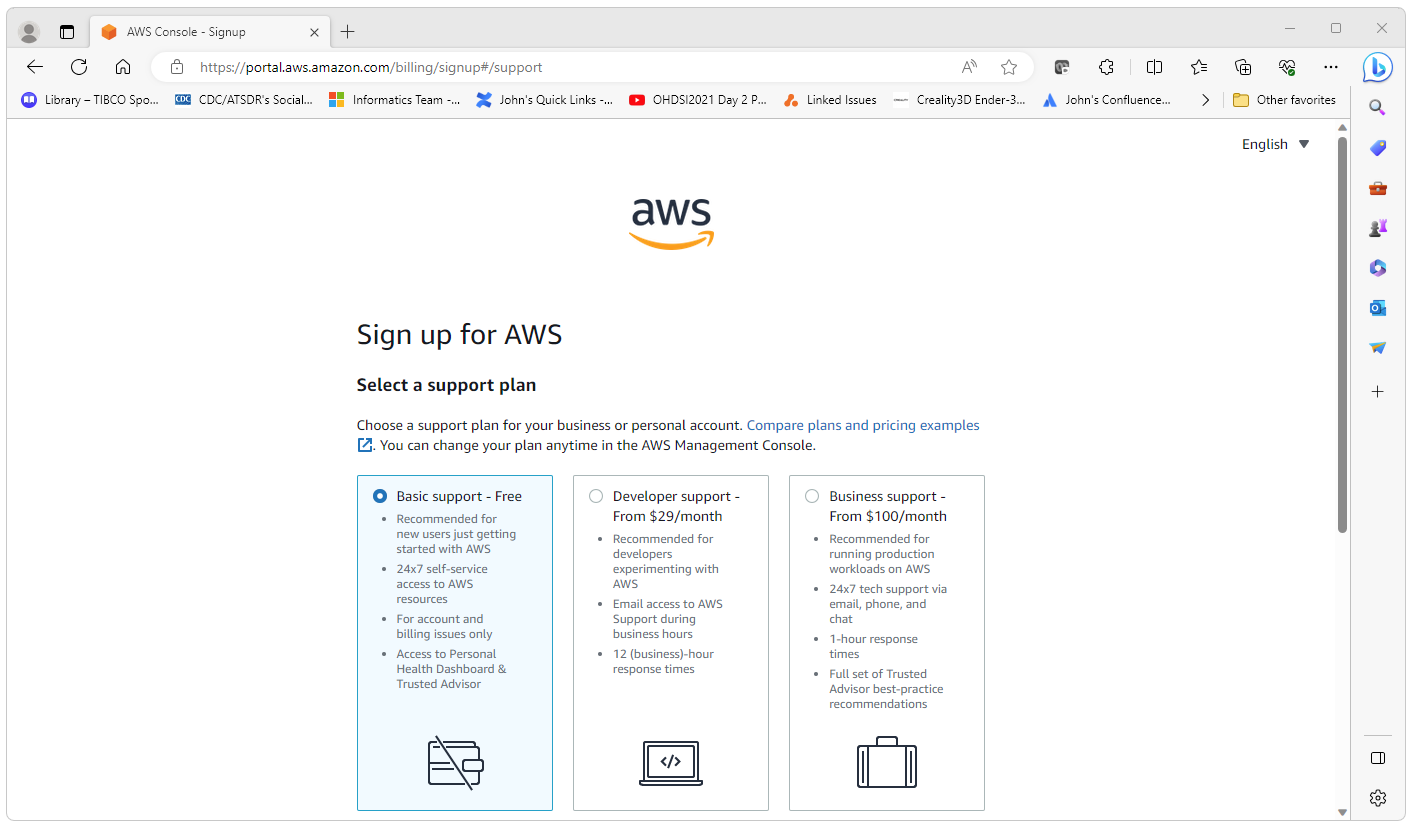 AWS Console - Signup
https://portal.aws.amazon.com/billing/signup#/support
Library – TIBCO Spo...
CDC
CDC/ATSDR's Social...
Informatics Team -...
John's Quick Links -...
OHDSI2021 Day 2 P...
Linked Issues
Creality3D Ender-3...
John's Confluence...
Other favorites
English
aws
Sign up for AWS
Select a support plan
Choose a support plan for your business or personal account. Compare plans and pricing examples
. You can change your plan anytime in the AWS Management Console.
Basic support - Free
• Recommended for
new users just getting
started with AWS
• 24x7 self-service
access to AWS
resources
• For account and
billing issues only
• Access to Personal
Health Dashboard &
Trusted Advisor
Developer support -
From $29/month
• Recommended for
developers
experimenting with
AWS
• Email access to AWS
Support during
business hours
• 12 (business)-hour
response times
</>
Business support -
From $100/month
• Recommended for
running production
workloads on AWS
• 24x7 tech support via
email, phone, and
chat
• 1-hour response
times
• Full set of Trusted
Advisor best-practice
recommendations